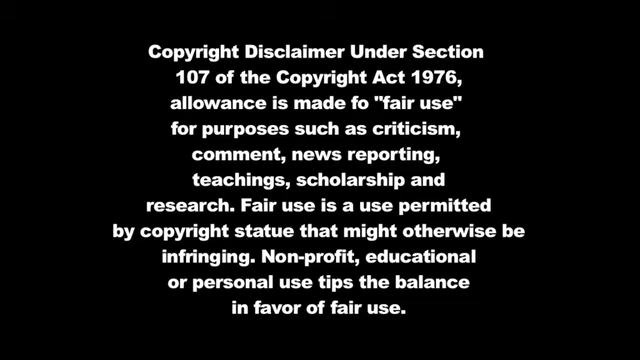 Copyright Disclaimer Under Section
107 of the Copyright Act 1976,
allowance is made fo "fair use"
for purposes such as criticism,
comment, news reporting,
teachings, scholarship and
research. Fair use is a use permitted
by copyright statue that might otherwise be
infringing. Non-profit, educational
or personal use tips the balance
in favor of fair use.